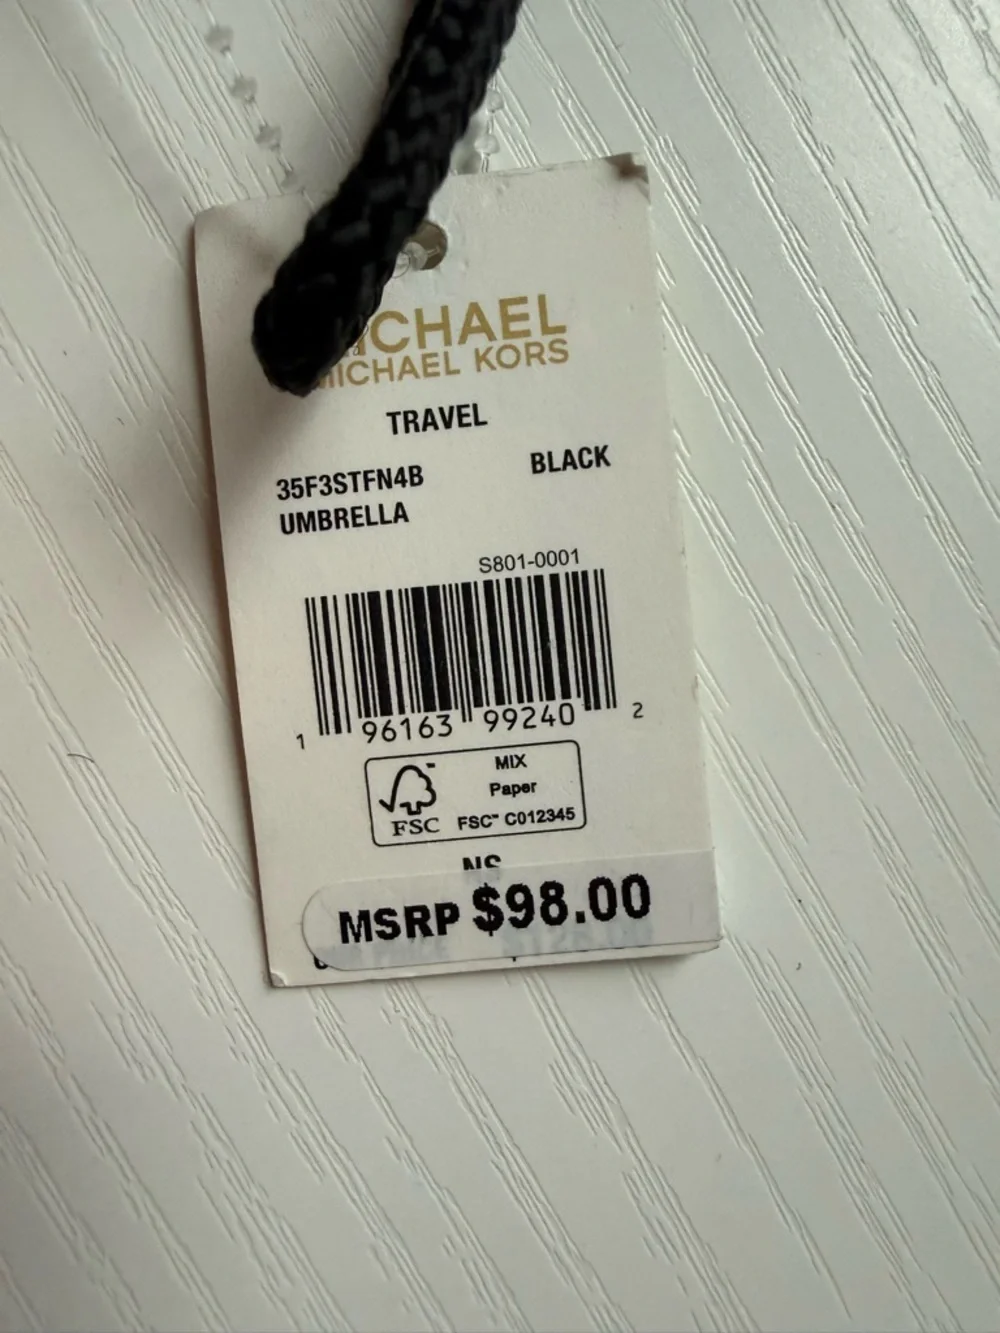 MICHAEL
MICHAEL KORS
TRAVEL
35F3STFN4B BLACK
UMBRELLA
S801-0001
1 96163 99240 2
MIX
Paper
FSC™ C012345
FSC
NS
MSRP $98.00